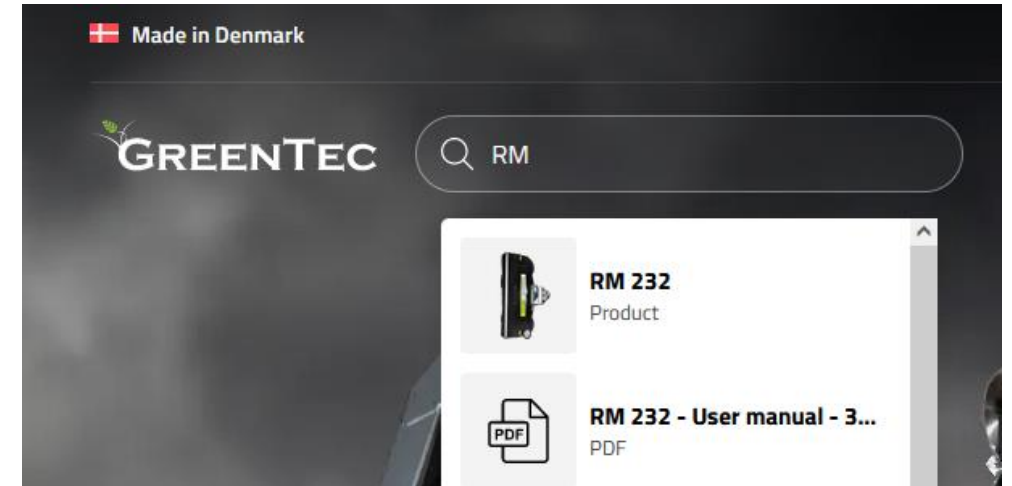 Made in Denmark
GREENTEC
RM
RM 232
Product
RM 232 - User manual - 3...
PDF
PDF